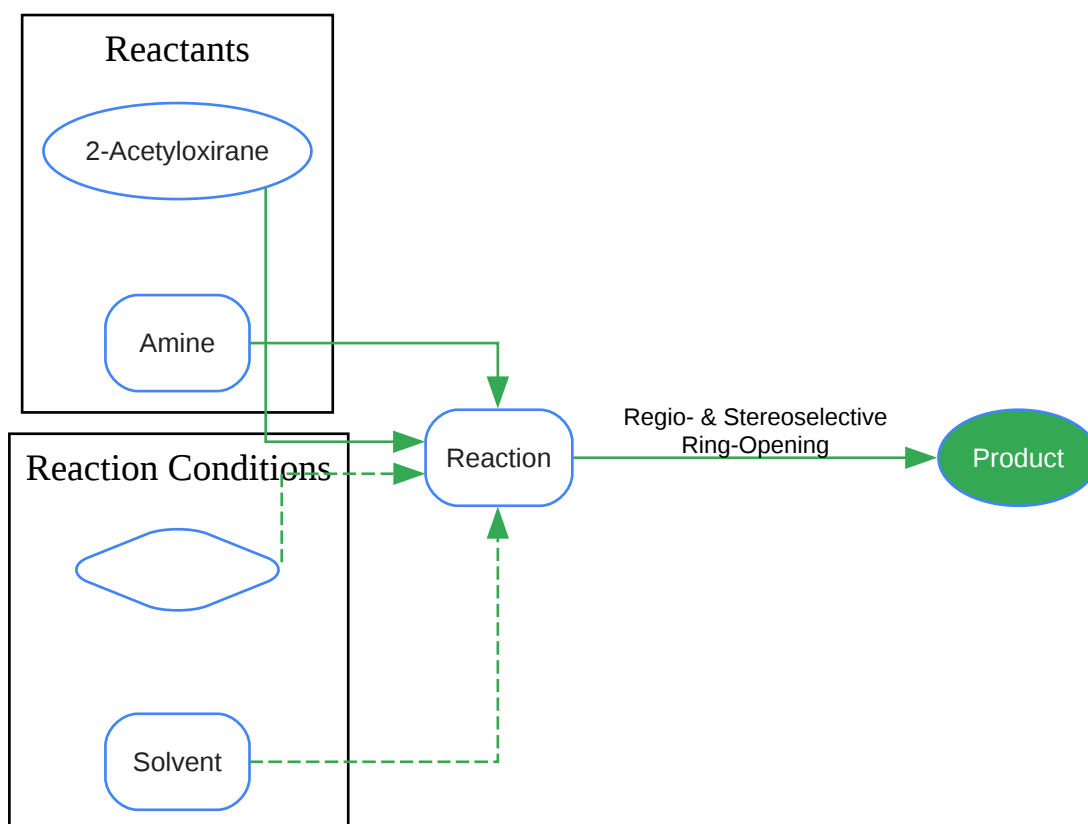 Reactants
2-Acetyloxirane
Amine
Reaction Conditions
Solvent
Reaction
Regio- & Stereoselective
Ring-Opening
Product